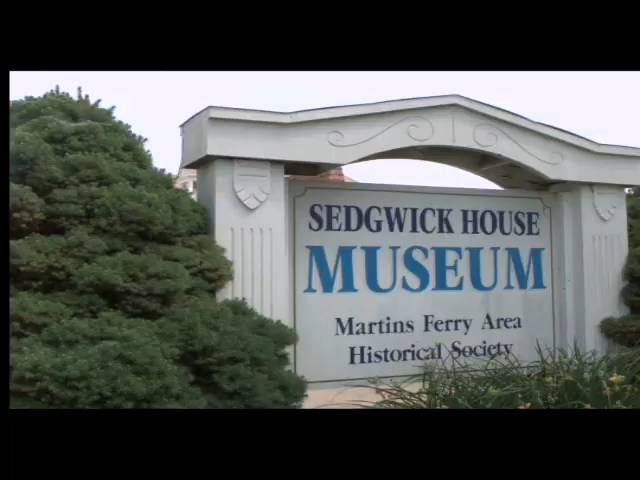 SEDGWICK HOUSE
MUSEUM
Martins Ferry Area
Historical Society